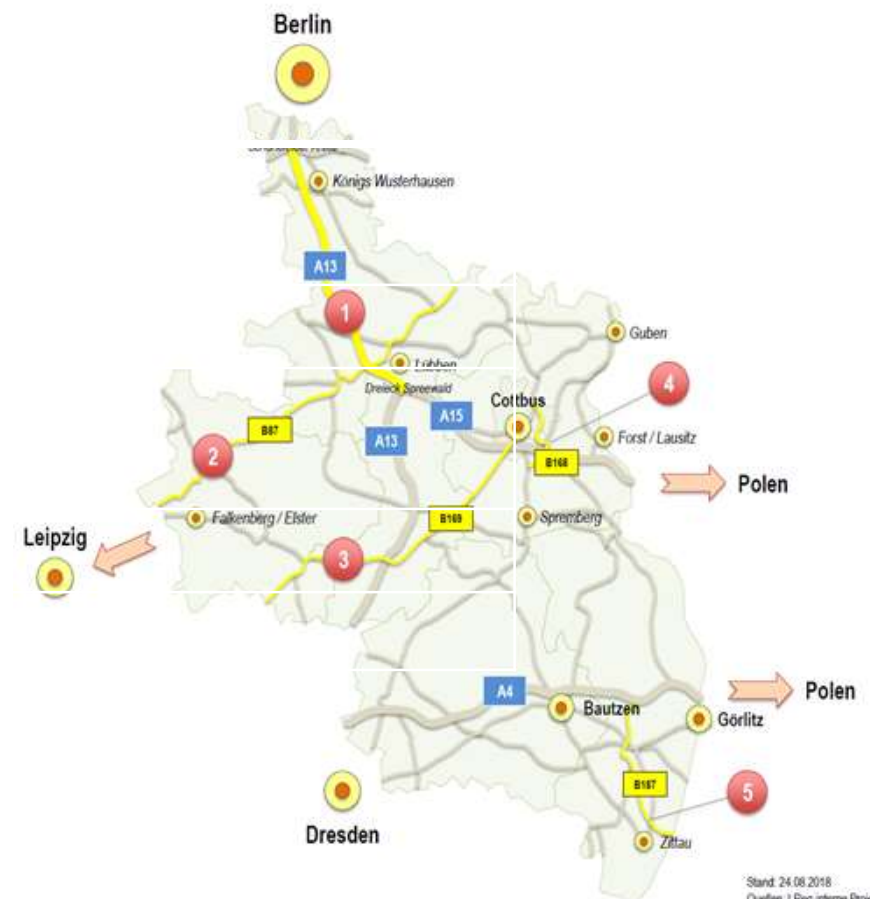 Berlin
Königs Wusterhausen
A13
1
Guben
Lübben
4
Dreieck Spreewald
Cottbus
A15
B87
A13
Forst / Lausitz
2
B168
Polen
Falkenberg / Elster
B169
Spremberg
Leipzig
3
A4
Polen
Bautzen
Görlitz
B187
5
Dresden
Zittau
Stand: 24.08.2018